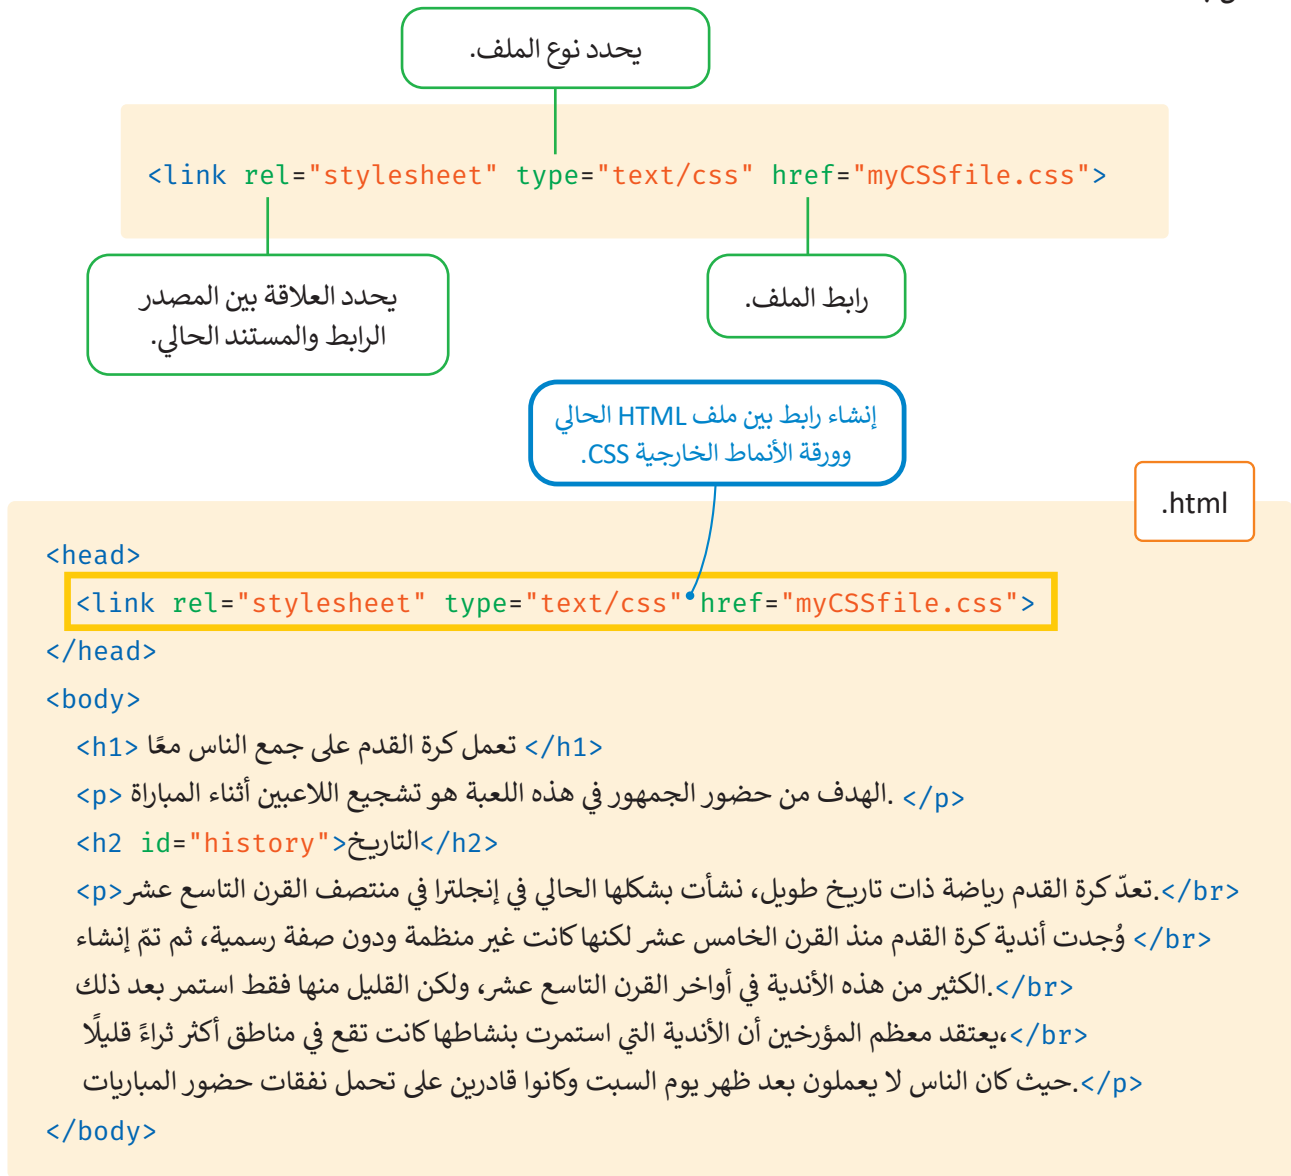 يحدد نوع الملف.
<link rel="stylesheet" type="text/css" href="myCSSfile.css">
يحدد العلاقة بين المصدر
الرابط والمستند الحالي.
رابط الملف.
إنشاء رابط بين ملف HTML الحالي
وورقة الأنماط الخارجية CSS.
.html
<head>
<link rel="stylesheet" type="text/css" href="myCSSfile.css">
</head>
<body>
<h1> تعمل كرة القدم على جمع الناس معًا </h1>
<p> الهدف من حضور الجمهور في هذه اللعبة هو تشجيع اللاعبين أثناء المباراة. </p>
<h2 id="history">التاريخ</h2>
<p>تعدّ كرة القدم رياضة ذات تاريخ طويل، نشأت بشكلها الحالي في إنجلترا في منتصف القرن التاسع عشر.</br>
وُجدت أندية كرة القدم منذ القرن الخامس عشر لكنها كانت غير منظمة ودون صفة رسمية، ثم تمّ إنشاء </br>
الكثير من هذه الأندية في أواخر القرن التاسع عشر، ولكن القليل منها فقط استمر بعد ذلك.</br>
يعتقد معظم المؤرخين أن الأندية التي استمرت بنشاطها كانت تقع في مناطق أكثر ثراءً قليلًا،</br>
حيث كان الناس لا يعملون بعد ظهر يوم السبت وكانوا قادرين على تحمل نفقات حضور المباريات.</p>
</body>